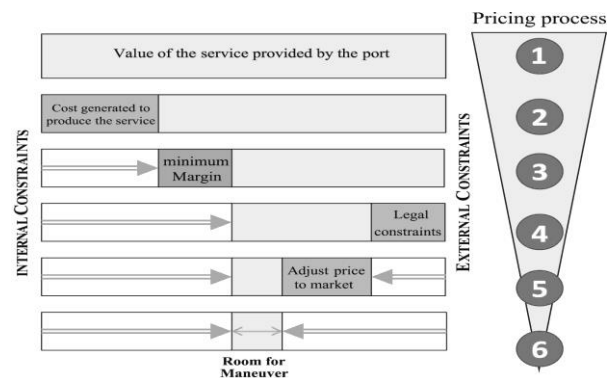 Pricing process
Value of the service provided by the port
1
Cost generated to
produce the service
2
minimum
Margin
3
Legal
constraints
4
Adjust price
to market
5
6
Room for
Maneuver
INTERNAL CONSTRAINTS
EXTERNAL CONSTRAINTS